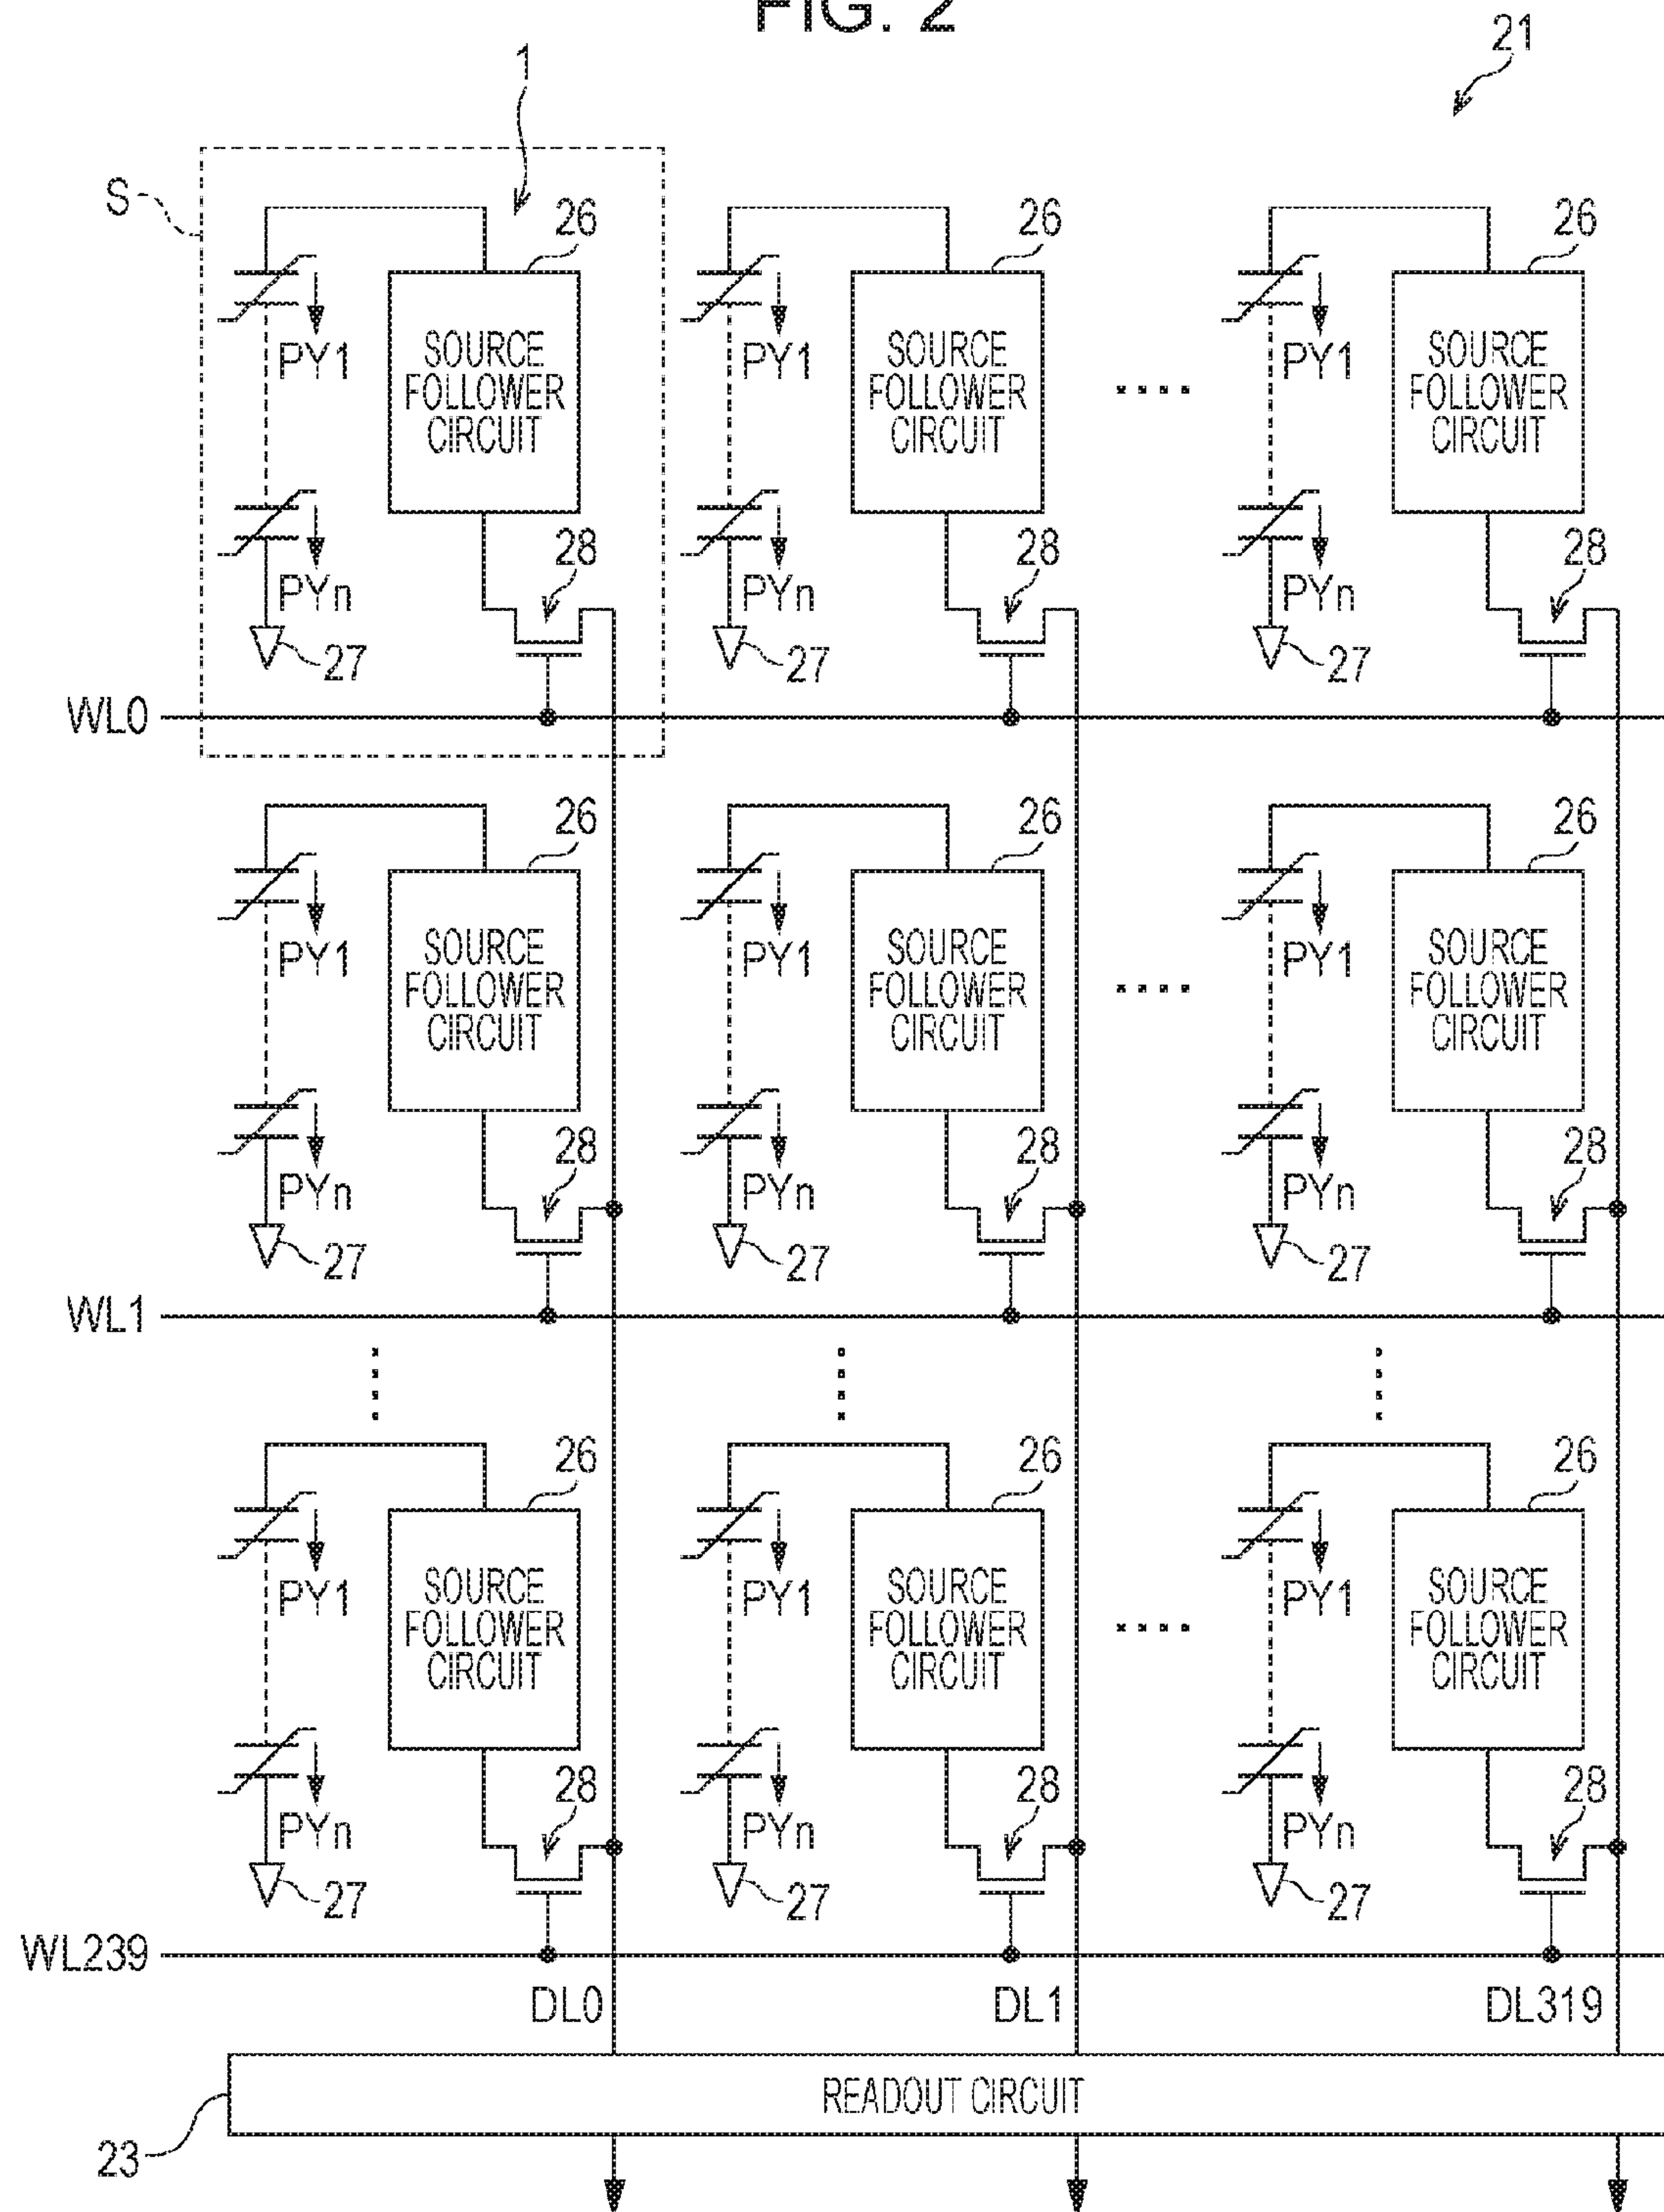 FIG. 2
1
21
S
26 26 26
PY1 SOURCE FOLLOWER CIRCUIT PY1 SOURCE FOLLOWER CIRCUIT PY1 SOURCE FOLLOWER CIRCUIT
PYn 28 PYn 28 PYn 28
27 27 27
WL0
26 26 26
PY1 SOURCE FOLLOWER CIRCUIT PY1 SOURCE FOLLOWER CIRCUIT PY1 SOURCE FOLLOWER CIRCUIT
PYn 28 PYn 28 PYn 28
27 27 27
WL1
26 26 26
PY1 SOURCE FOLLOWER CIRCUIT PY1 SOURCE FOLLOWER CIRCUIT PY1 SOURCE FOLLOWER CIRCUIT
PYn 28 PYn 28 PYn 28
27 27 27
WL239
DL0 DL1 DL319
READOUT CIRCUIT
23